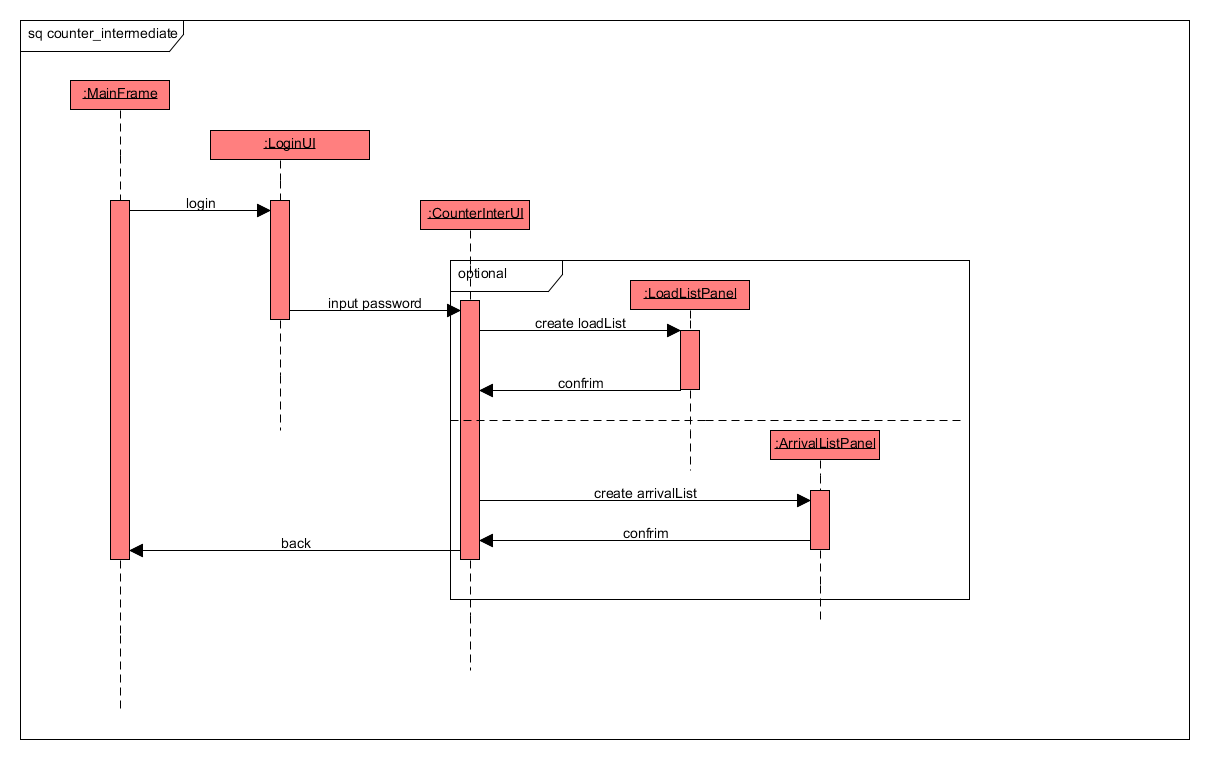 sq counter_intermediate
:MainFrame
:LoginUI
login
:CounterInterUI
optional
:LoadListPanel
input password
create loadList
confrim
:ArrivalListPanel
create arrivalList
confrim
back